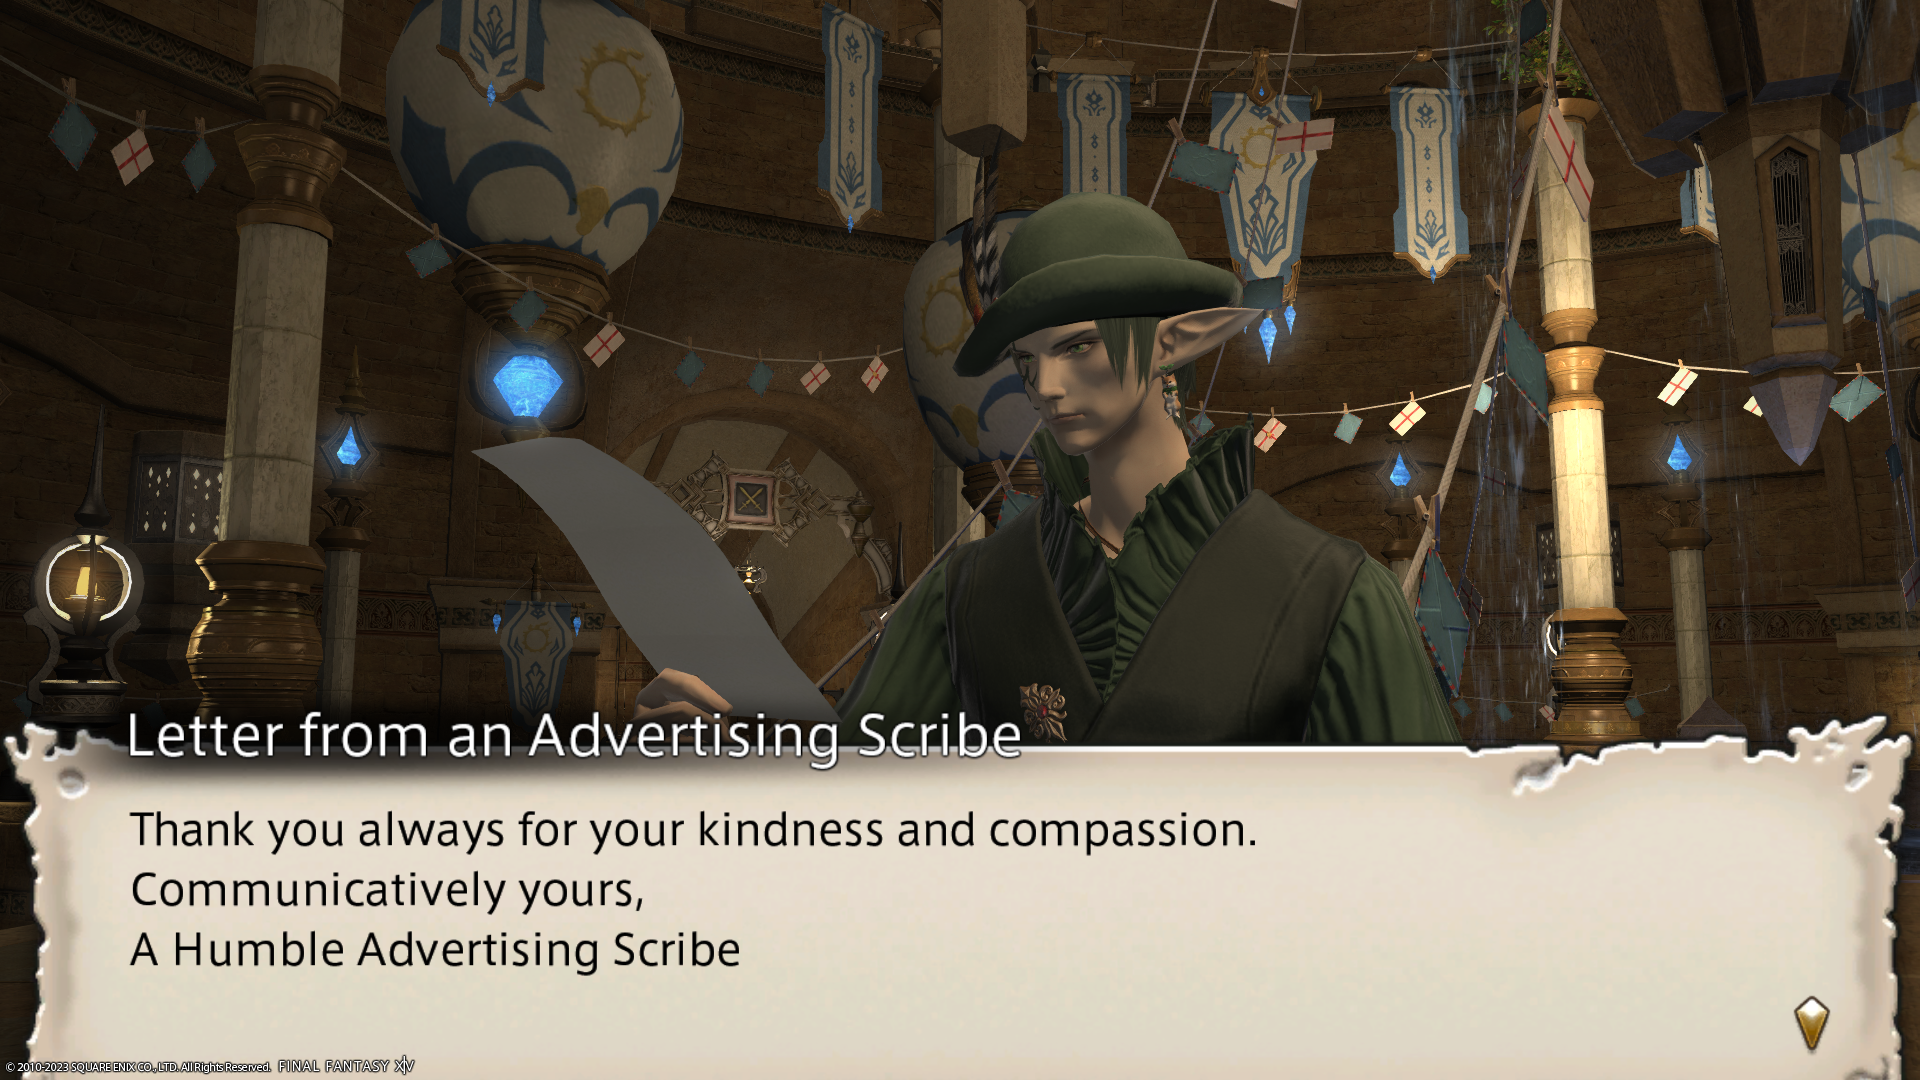 Letter from an Advertising Scribe
Thank you always for your kindness and compassion.
Communicatively yours,
A Humble Advertising Scribe
© 2010-2023 SQUARE ENIX CO., LTD. All Rights Reserved. FINAL FANTASY XIV